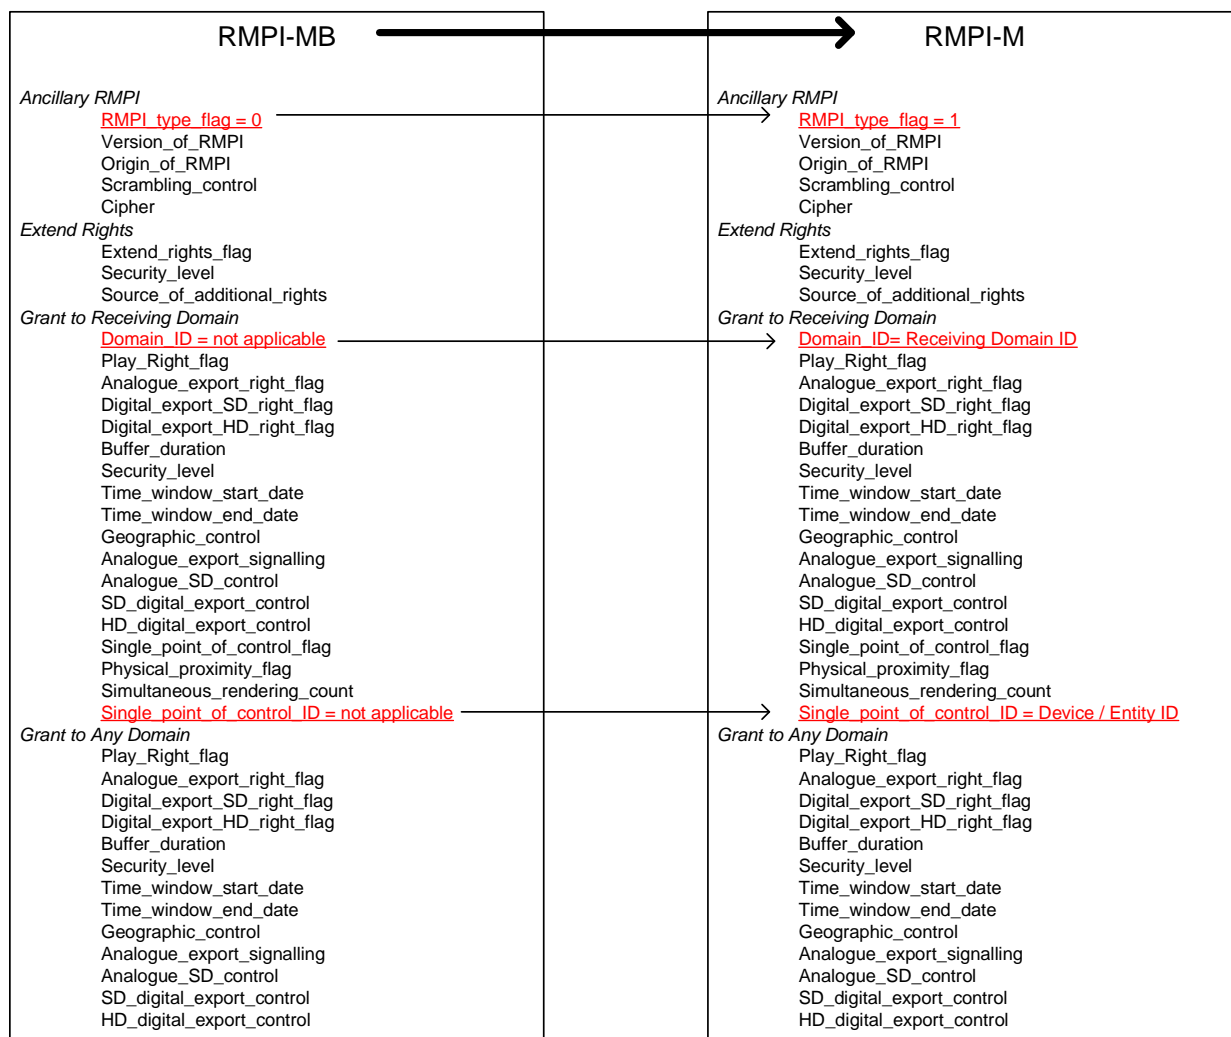 RMPI-MB
Ancillary RMPI
RMPI_type_flag = 0
Version_of_RMPI
Origin_of_RMPI
Scrambling_control
Cipher
Extend Rights
Extend_rights_flag
Security_level
Source_of_additional_rights
Grant to Receiving Domain
Domain_ID = not applicable
Play_Right_flag
Analogue_export_right_flag
Digital_export_SD_right_flag
Digital_export_HD_right_flag
Buffer_duration
Security_level
Time_window_start_date
Time_window_end_date
Geographic_control
Analogue_export_signalling
Analogue_SD_control
SD_digital_export_control
HD_digital_export_control
Single_point_of_control_flag
Physical_proximity_flag
Simultaneous_rendering_count
Single_point_of_control_ID = not applicable
Grant to Any Domain
Play_Right_flag
Analogue_export_right_flag
Digital_export_SD_right_flag
Digital_export_HD_right_flag
Buffer_duration
Security_level
Time_window_start_date
Time_window_end_date
Geographic_control
Analogue_export_signalling
Analogue_SD_control
SD_digital_export_control
HD_digital_export_control
RMPI-M
Ancillary RMPI
RMPI_type_flag = 1
Version_of_RMPI
Origin_of_RMPI
Scrambling_control
Cipher
Extend Rights
Extend_rights_flag
Security_level
Source_of_additional_rights
Grant to Receiving Domain
Domain_ID= Receiving Domain ID
Play_Right_flag
Analogue_export_right_flag
Digital_export_SD_right_flag
Digital_export_HD_right_flag
Buffer_duration
Security_level
Time_window_start_date
Time_window_end_date
Geographic_control
Analogue_export_signalling
Analogue_SD_control
SD_digital_export_control
HD_digital_export_control
Single_point_of_control_flag
Physical_proximity_flag
Simultaneous_rendering_count
Single_point_of_control_ID = Device / Entity ID
Grant to Any Domain
Play_Right_flag
Analogue_export_right_flag
Digital_export_SD_right_flag
Digital_export_HD_right_flag
Buffer_duration
Security_level
Time_window_start_date
Time_window_end_date
Geographic_control
Analogue_export_signalling
Analogue_SD_control
SD_digital_export_control
HD_digital_export_control